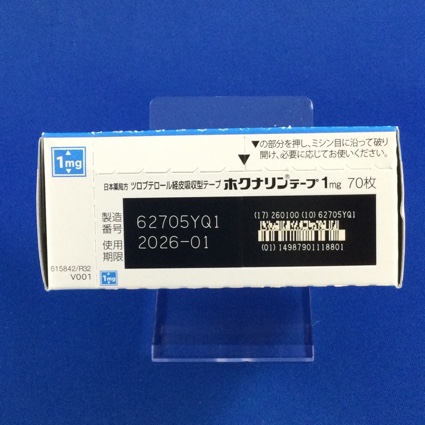 1mg
▼の部分を押し、ミシン目に沿って破り
開け、必要に応じてお使いください。
日本薬局方 ツロブテロール経皮吸収型テープ ホクナリンテープ1mg 70枚
製造番号 62705YQ1
使用期限 2026-01
(17) 260100 (10) 62705YQ1
(01) 14987901118801
615842/R32
V001
1mg